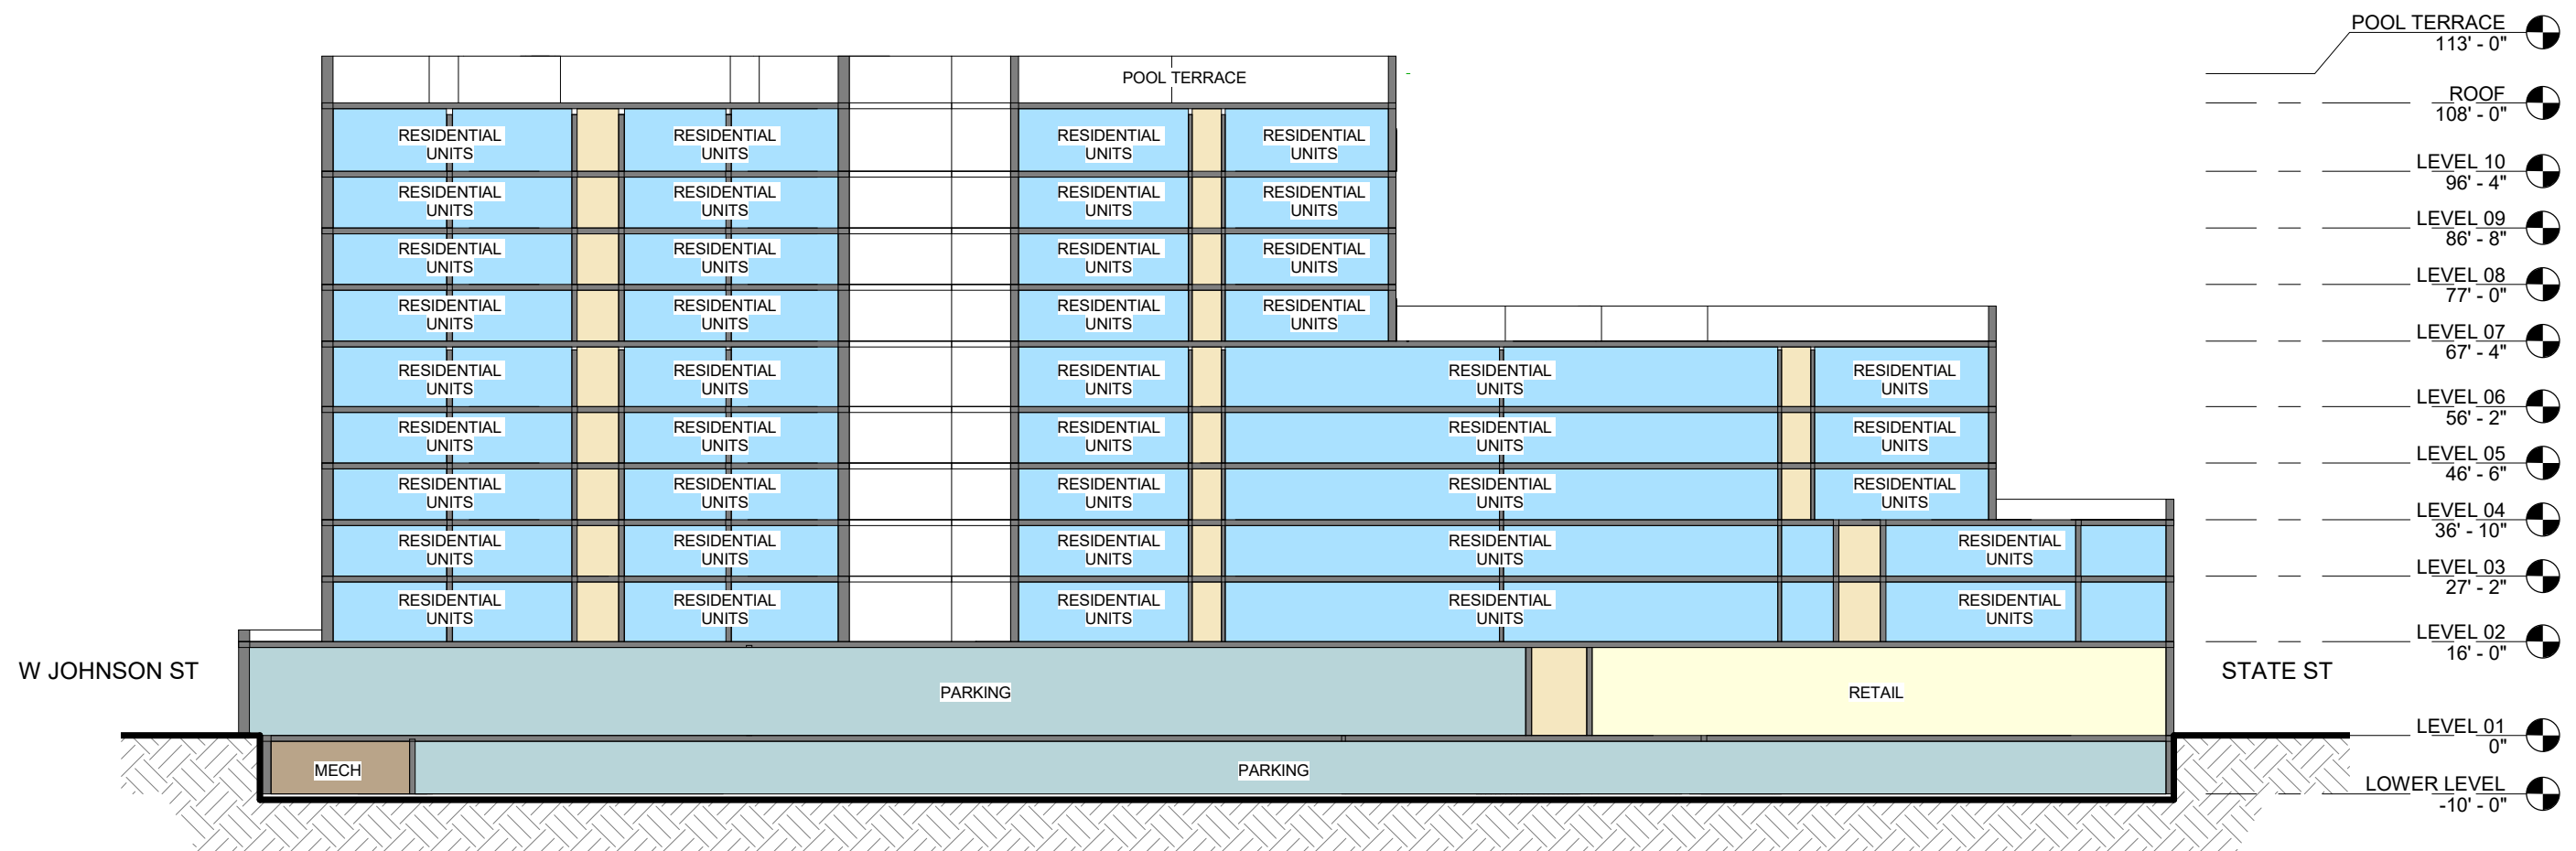 POOL TERRACE
113' - 0"
POOL TERRACE
ROOF
108' - 0"
RESIDENTIAL
UNITS
RESIDENTIAL
UNITS
RESIDENTIAL
UNITS
RESIDENTIAL
UNITS
LEVEL 10
96' - 4"
RESIDENTIAL
UNITS
RESIDENTIAL
UNITS
RESIDENTIAL
UNITS
RESIDENTIAL
UNITS
LEVEL 09
86' - 8"
RESIDENTIAL
UNITS
RESIDENTIAL
UNITS
RESIDENTIAL
UNITS
RESIDENTIAL
UNITS
LEVEL 08
77' - 0"
RESIDENTIAL
UNITS
RESIDENTIAL
UNITS
RESIDENTIAL
UNITS
RESIDENTIAL
UNITS
LEVEL 07
67' - 4"
RESIDENTIAL
UNITS
RESIDENTIAL
UNITS
RESIDENTIAL
UNITS
RESIDENTIAL
UNITS
RESIDENTIAL
UNITS
LEVEL 06
56' - 2"
RESIDENTIAL
UNITS
RESIDENTIAL
UNITS
RESIDENTIAL
UNITS
RESIDENTIAL
UNITS
RESIDENTIAL
UNITS
LEVEL 05
46' - 6"
RESIDENTIAL
UNITS
RESIDENTIAL
UNITS
RESIDENTIAL
UNITS
RESIDENTIAL
UNITS
RESIDENTIAL
UNITS
LEVEL 04
36' - 10"
RESIDENTIAL
UNITS
RESIDENTIAL
UNITS
RESIDENTIAL
UNITS
RESIDENTIAL
UNITS
RESIDENTIAL
UNITS
LEVEL 03
27' - 2"
RESIDENTIAL
UNITS
RESIDENTIAL
UNITS
RESIDENTIAL
UNITS
RESIDENTIAL
UNITS
RESIDENTIAL
UNITS
LEVEL 02
16' - 0"
W JOHNSON ST
PARKING
RETAIL
STATE ST
LEVEL 01
0"
MECH
PARKING
LOWER LEVEL
-10' - 0"